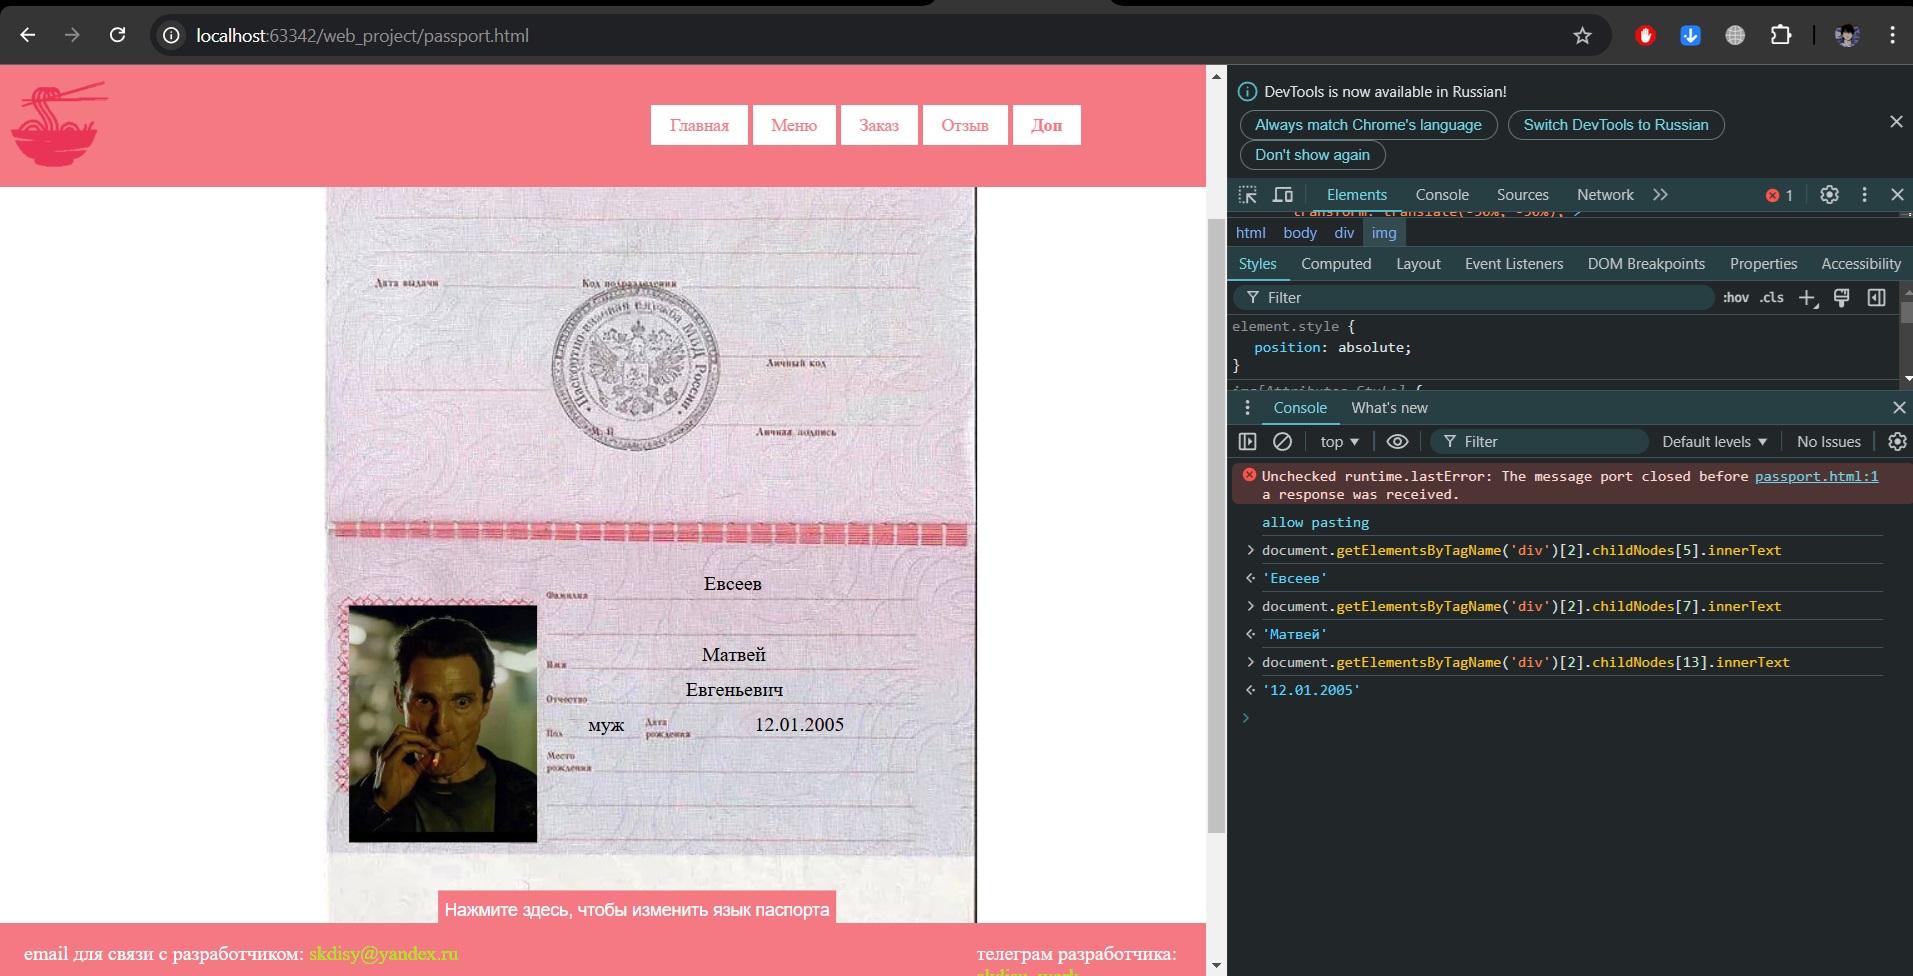 localhost:63342/web_project/passport.html
Главная
Меню
Заказ
Отзыв
Доп
Дата выдачи
Код подразделения
Паспортно-визовая служба МВД России
Личный код
М. П
Личная подпись
Фамилия
Евсеев
Имя
Матвей
Отчество
Евгеньевич
Пол
муж
Дата
рождения
12.01.2005
Место
рождения
Нажмите здесь, чтобы изменить язык паспорта
email для связи с разработчиком: skdisy@yandex.ru
телеграм разработчика:
DevTools is now available in Russian!
Always match Chrome's language
Switch DevTools to Russian
Don't show again
Elements
Console
Sources
Network
1
transform: translate(-50%, -50%);
html
body
div
img
Styles
Computed
Layout
Event Listeners
DOM Breakpoints
Properties
Accessibility
Filter
:hov
.cls
element.style {
position: absolute;
}
Console
What's new
top
Filter
Default levels
No Issues
Unchecked runtime.lastError: The message port closed before passport.html:1
a response was received.
allow pasting
document.getElementsByTagName('div')[2].childNodes[5].innerText
'Евсеев'
document.getElementsByTagName('div')[2].childNodes[7].innerText
'Матвей'
document.getElementsByTagName('div')[2].childNodes[13].innerText
'12.01.2005'